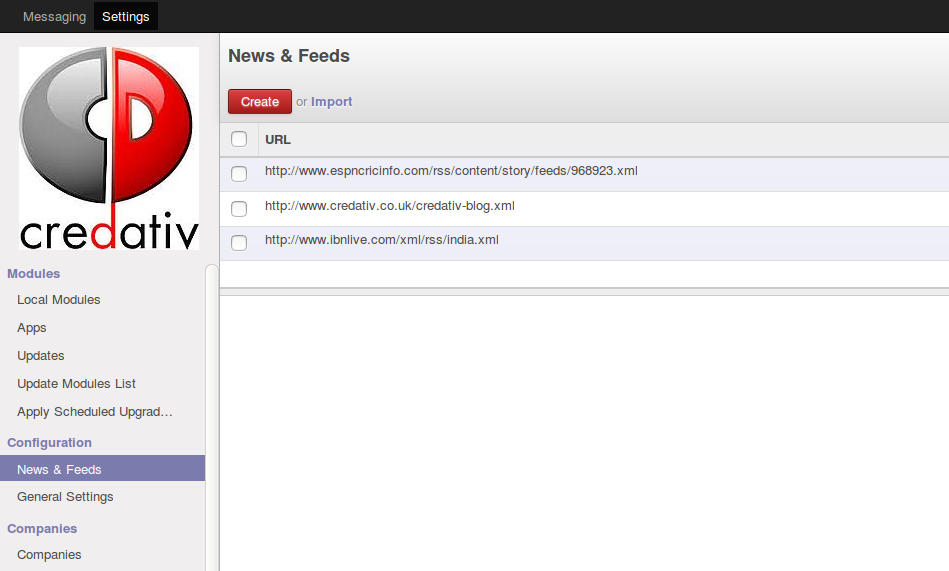 Messaging Settings
credativ
Modules
Local Modules
Apps
Updates
Update Modules List
Apply Scheduled Upgrad…
Configuration
News & Feeds
General Settings
Companies
Companies
News & Feeds
Create or Import
URL
http://www.espncricinfo.com/rss/content/story/feeds/968923.xml
http://www.credativ.co.uk/credativ-blog.xml
http://www.ibnlive.com/xml/rss/india.xml